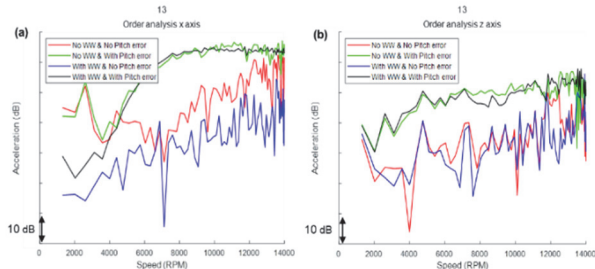 13
Order analysis x axis
(a)
No WW & No Pitch error
No WW & With Pitch error
With WW & No Pitch error
With WW & With Pitch error
Acceleration (dB)
10 dB
0 2000 4000 6000 8000 10000 12000 14000
Speed (RPM)
13
Order analysis z axis
(b)
No WW & No Pitch error
No WW & With Pitch error
With WW & No Pitch error
With WW & With Pitch error
Acceleration (dB)
10 dB
0 2000 4000 6000 8000 10000 12000 14000
Speed (RPM)